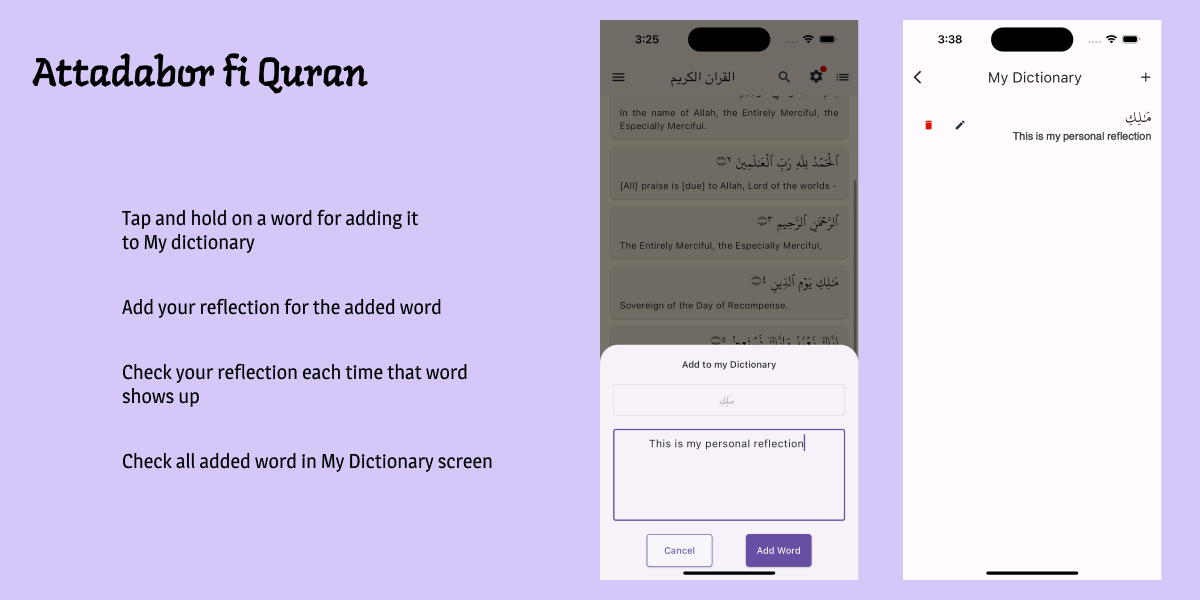 Attadabor fi Quran
Tap and hold on a word for adding it
to My dictionary
Add your reflection for the added word
Check your reflection each time that word
shows up
Check all added word in My Dictionary screen
3:25
القران الكريم
In the name of Allah, the Entirely Merciful, the
Especially Merciful.
ٱلْحَمْدُ لِلَّهِ رَبِّ ٱلْعَـٰلَمِينَ ٢
[All] praise is [due] to Allah, Lord of the worlds -
ٱلرَّحْمَـٰنِ ٱلرَّحِيمِ ٣
The Entirely Merciful, the Especially Merciful,
مَـٰلِكِ يَوْمِ ٱلدِّينِ ٤
Sovereign of the Day of Recompense.
Add to my Dictionary
مَـٰلِكِ
This is my personal reflection
Cancel
Add Word
3:38
My Dictionary
مَـٰلِكِ
This is my personal reflection